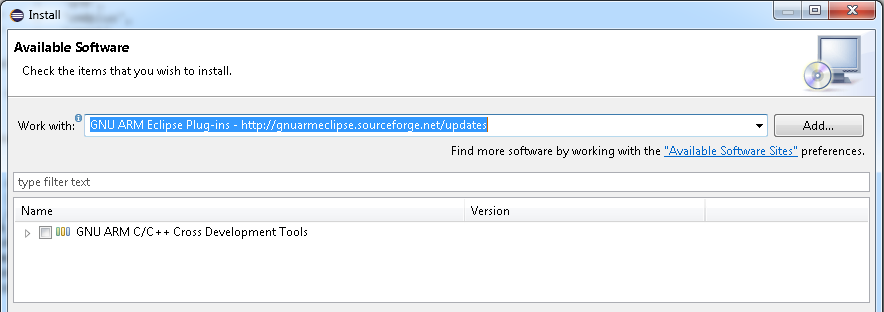 Install
Available Software
Check the items that you wish to install.
Work with: GNU ARM Eclipse Plug-ins - http://gnuarmeclipse.sourceforge.net/updates Add...
Find more software by working with the "Available Software Sites" preferences.
type filter text
Name Version
GNU ARM C/C++ Cross Development Tools